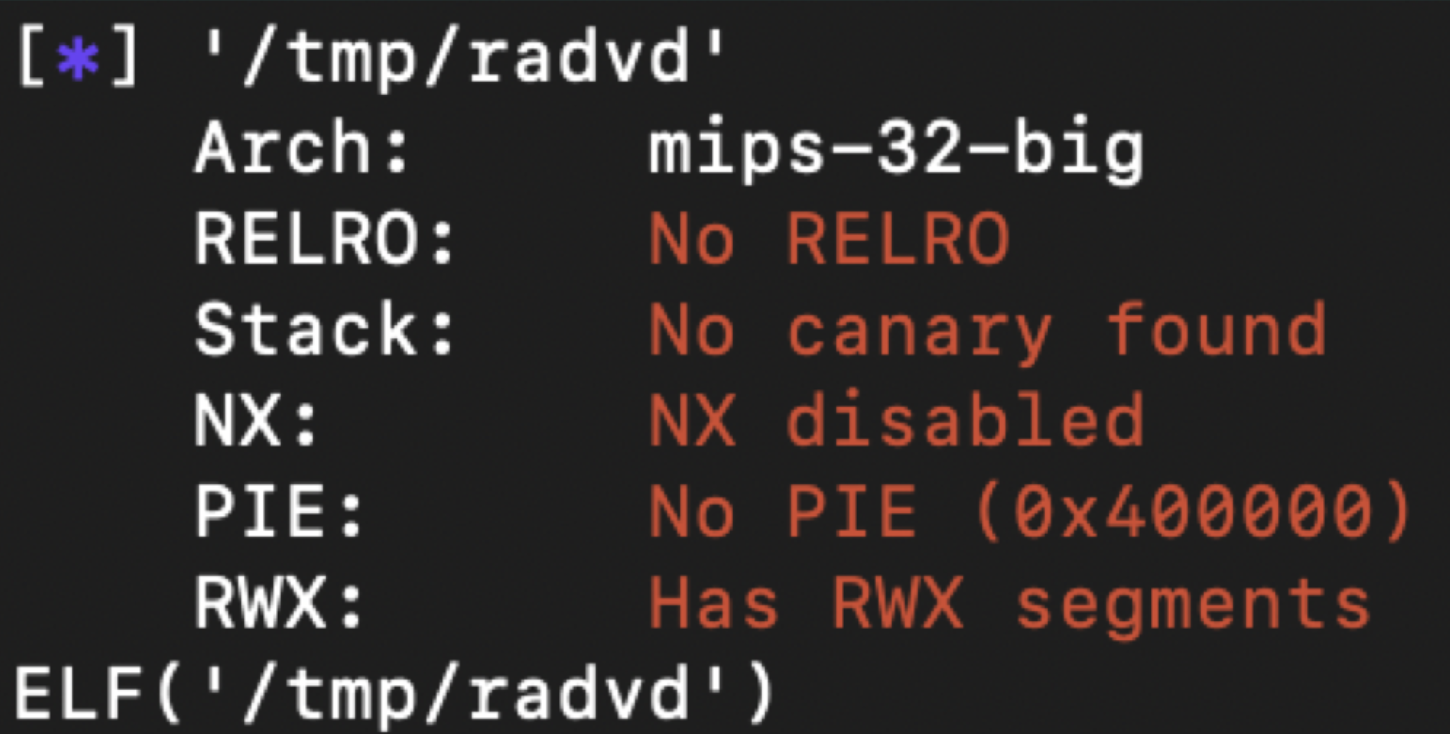 [*] '/tmp/radvd'
    Arch:     mips-32-big
    RELRO:    No RELRO
    Stack:    No canary found
    NX:       NX disabled
    PIE:      No PIE (0x400000)
    RWX:      Has RWX segments
ELF('/tmp/radvd')